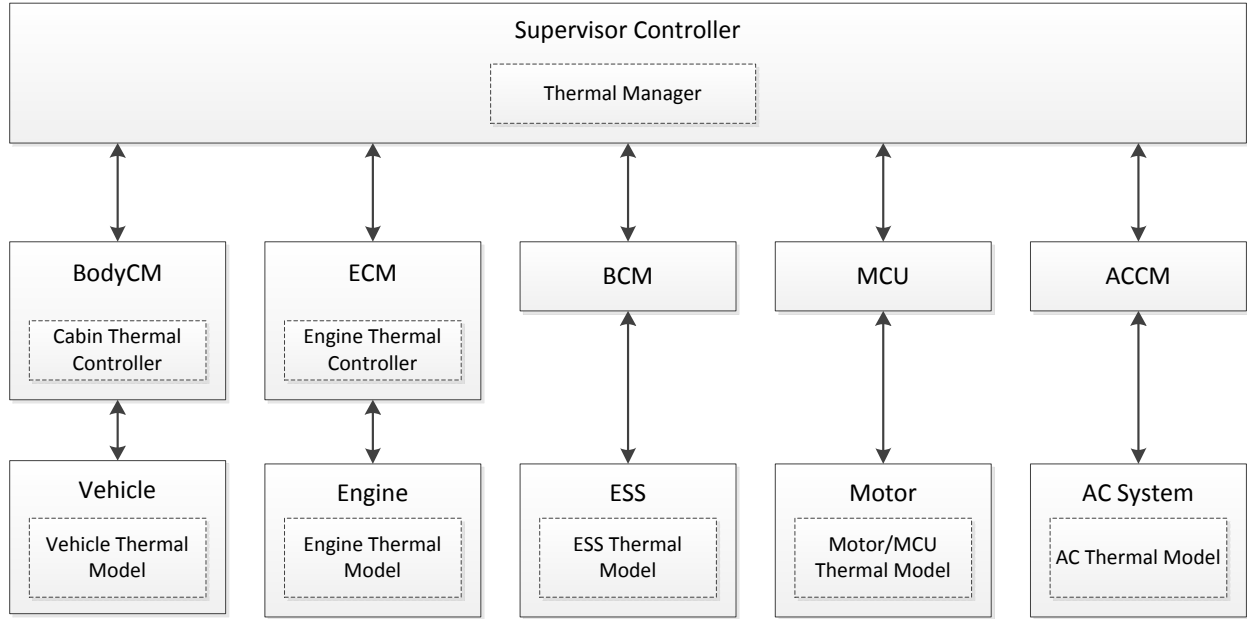 Supervisor Controller
Thermal Manager
BodyCM
Cabin Thermal
Controller
ECM
Engine Thermal
Controller
BCM
MCU
ACCM
Vehicle
Vehicle Thermal
Model
Engine
Engine Thermal
Model
ESS
ESS Thermal
Model
Motor
Motor/MCU
Thermal Model
AC System
AC Thermal Model